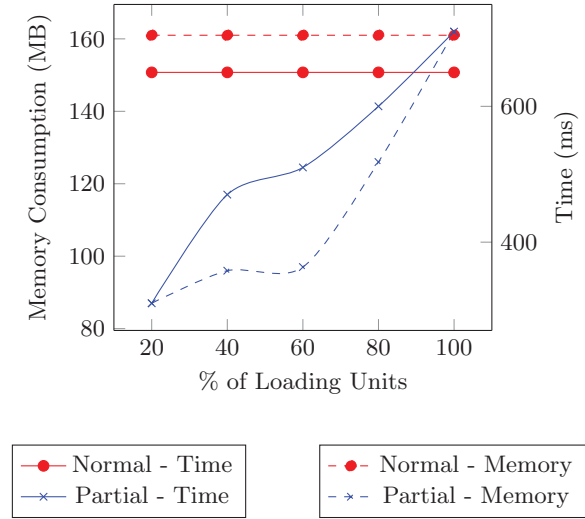 160
140
120
100
80
Memory Consumption (MB)
600
400
Time (ms)
20 40 60 80 100
% of Loading Units
Normal - Time
Partial - Time
Normal - Memory
Partial - Memory